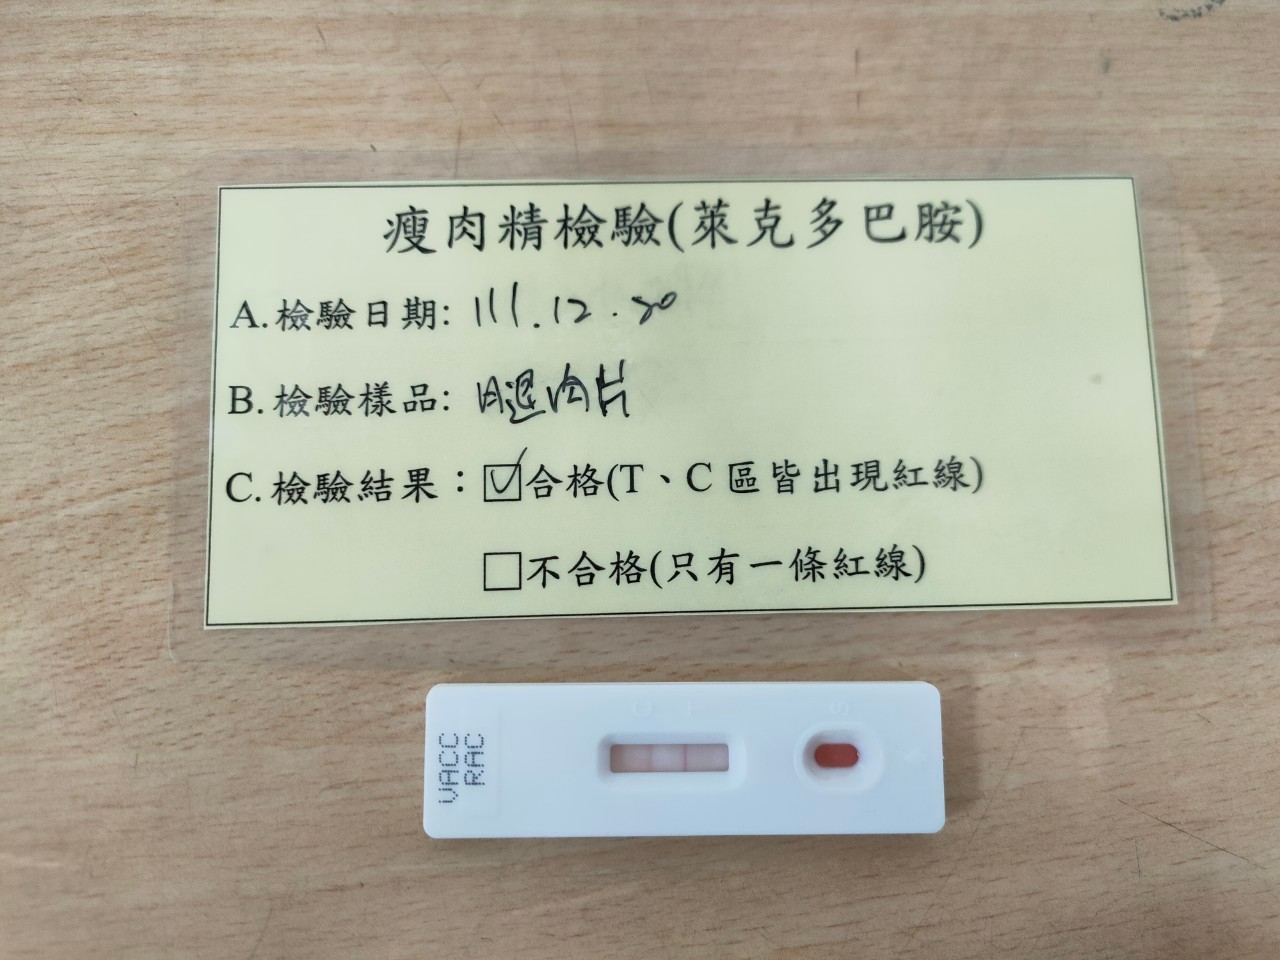 瘦肉精檢驗(萊克多巴胺)
A.檢驗日期: 111.12.20
B.檢驗樣品: 腿肉片
C.檢驗結果：☑合格(T、C區皆出現紅線)
□不合格(只有一條紅線)
C T S
VACC
RAC